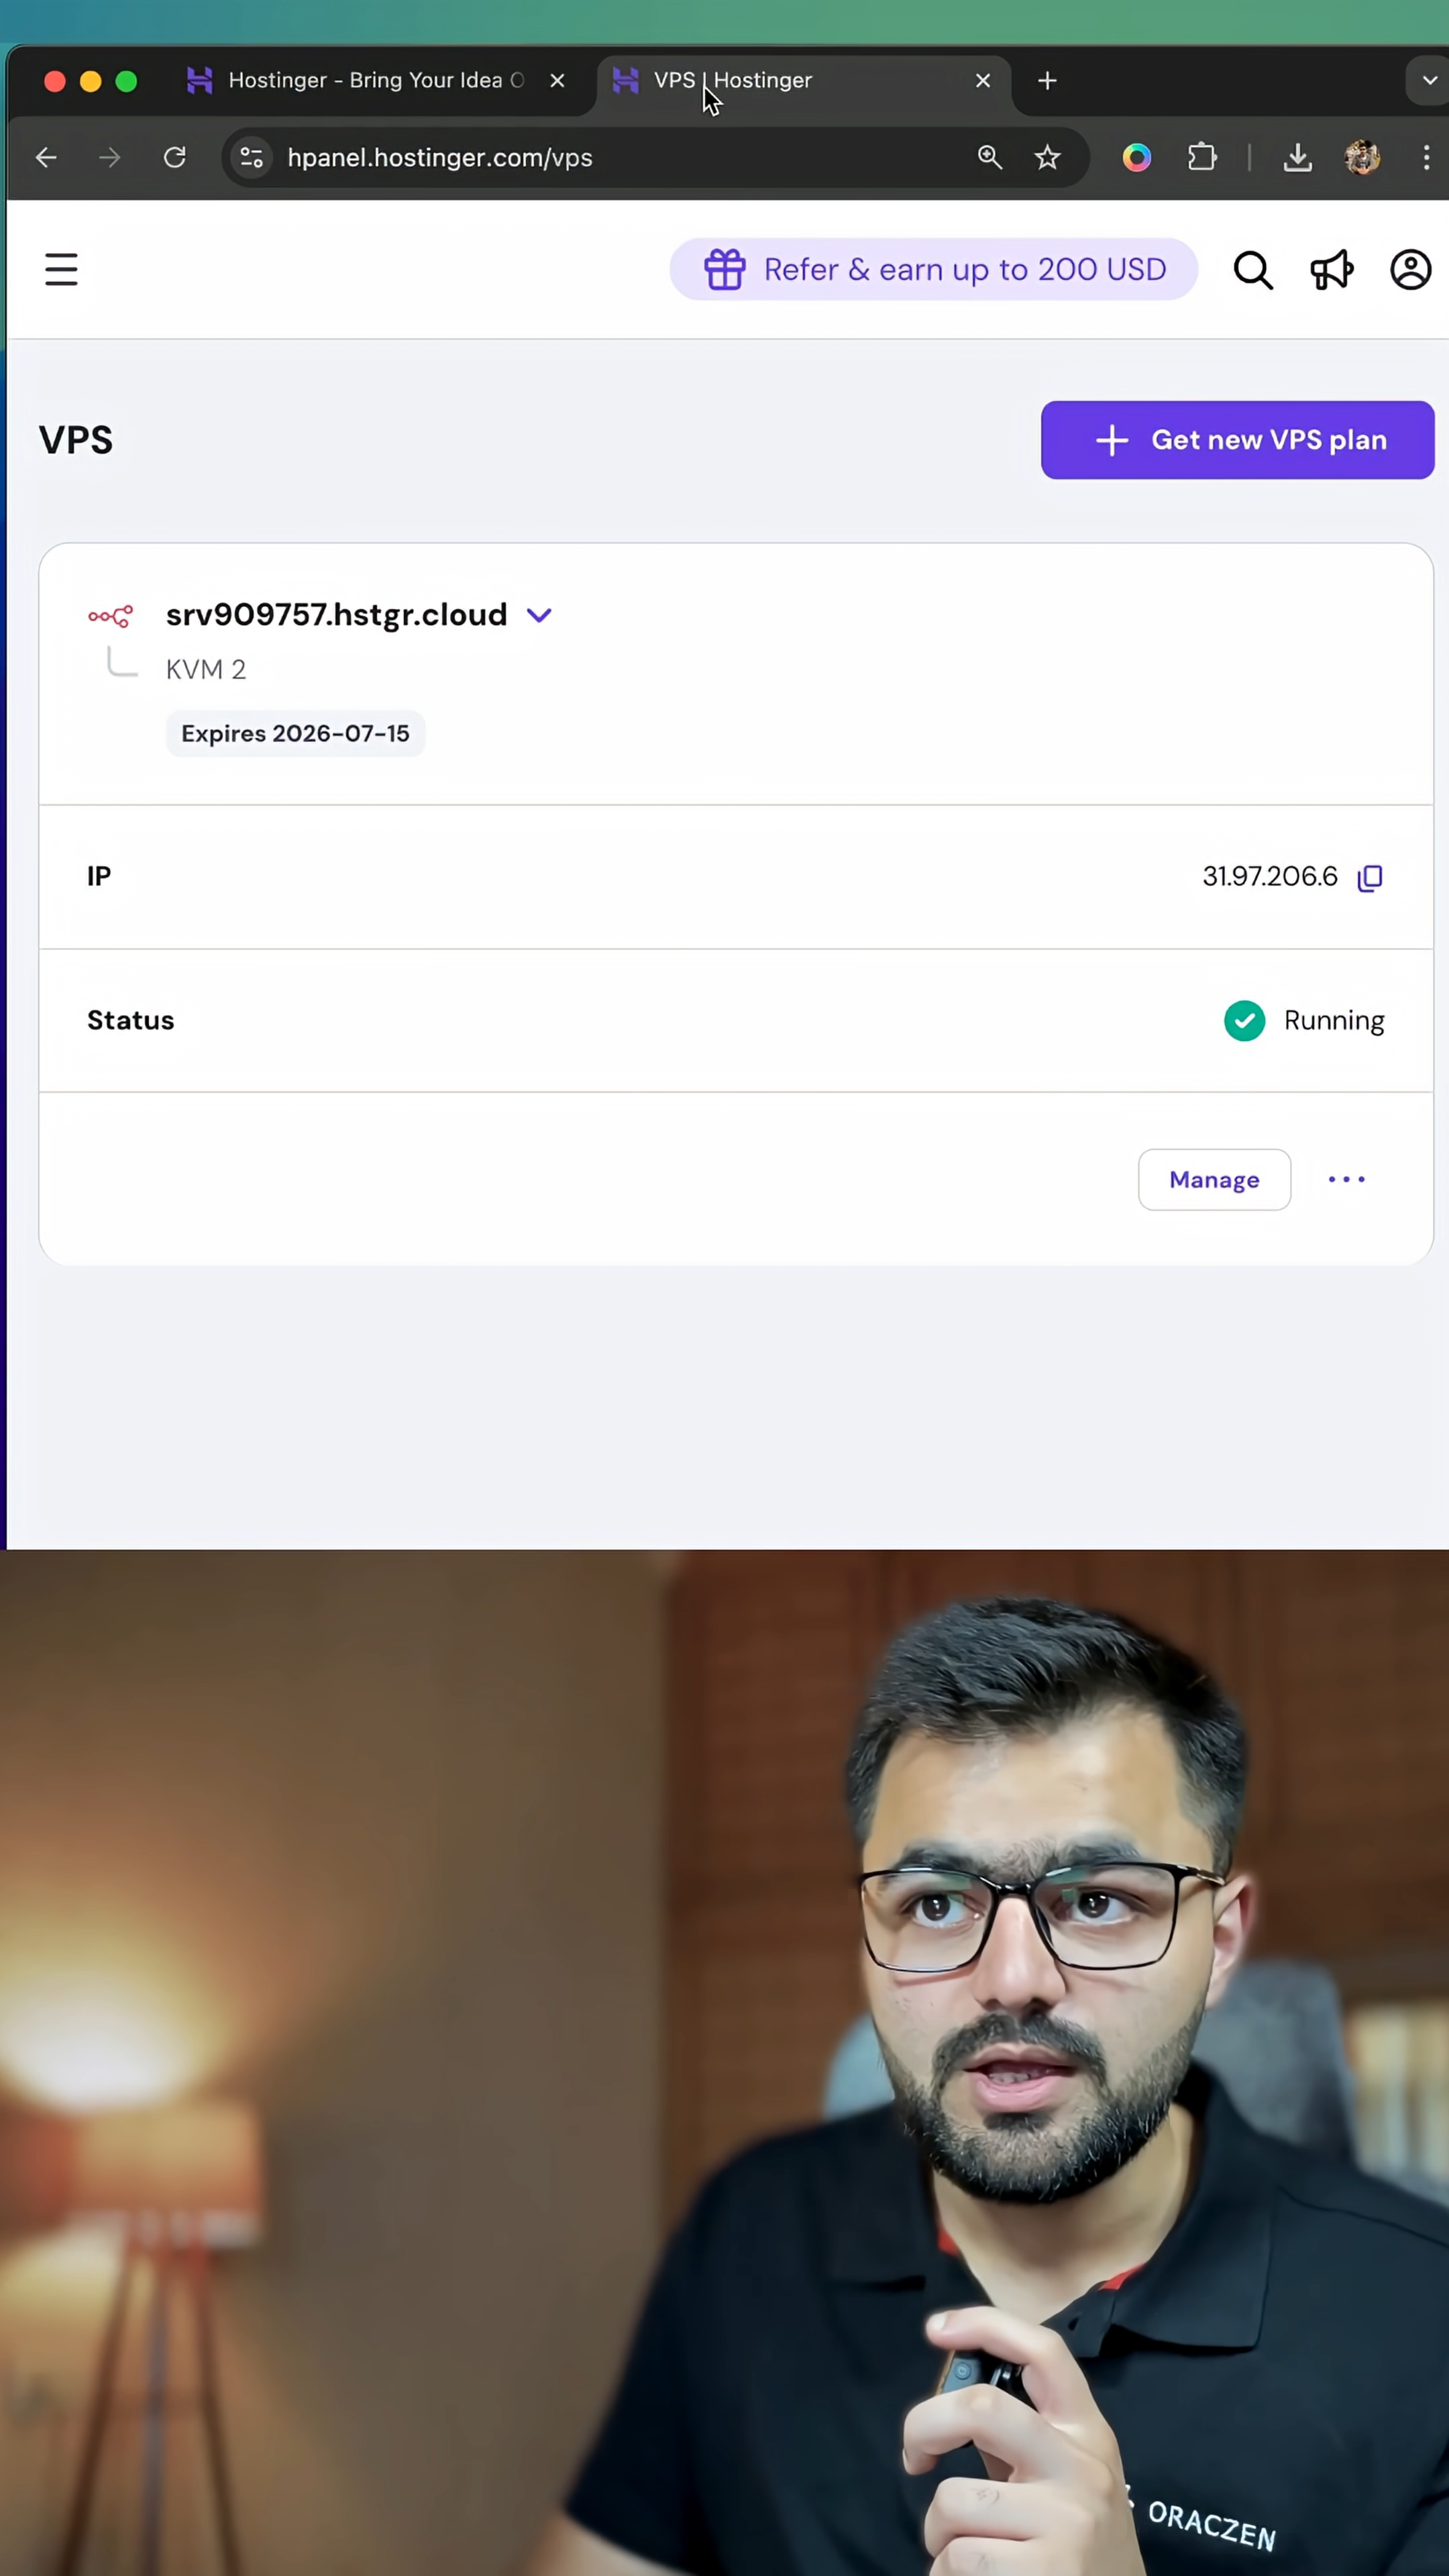 Hostinger - Bring Your Idea O
VPS | Hostinger
hpanel.hostinger.com/vps
Refer & earn up to 200 USD
VPS
Get new VPS plan
srv909757.hstgr.cloud
KVM 2
Expires 2026-07-15
IP
31.97.206.6
Status
Running
Manage
ORACZEN